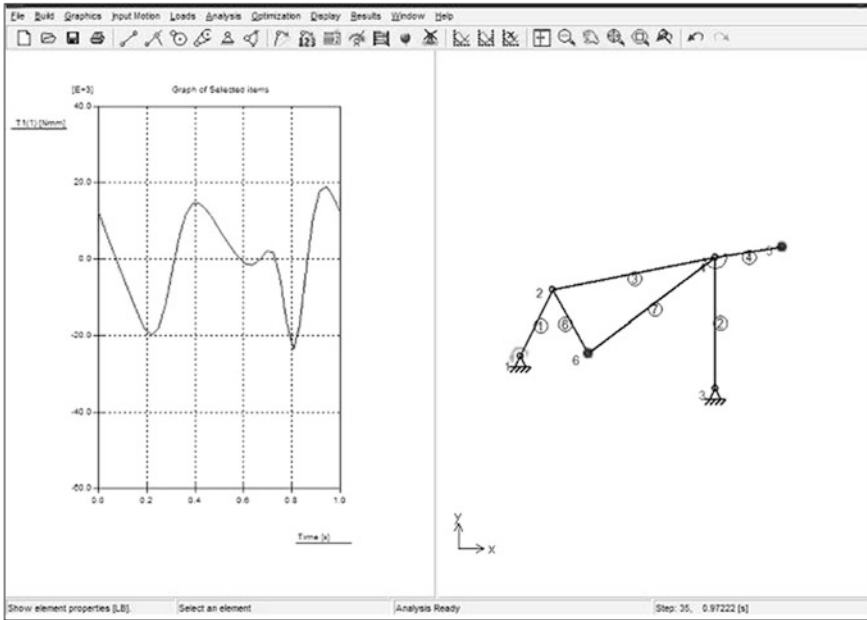 File Build Graphics Input Motion Loads Analysis Optimization Display Results Window Help
123
[E+3] Graph of Selected items
40.0
T1(1) [Nmm]
20.0
0.0
-20.0
-40.0
-60.0
0.0 0.2 0.4 0.6 0.8 1.0
Time [s]
5
4
4
2
3
7
1
6
2
6
1
3
y
x
Show element properties [LB]. Select an element Analysis Ready Step: 35, 0.97222 [s]